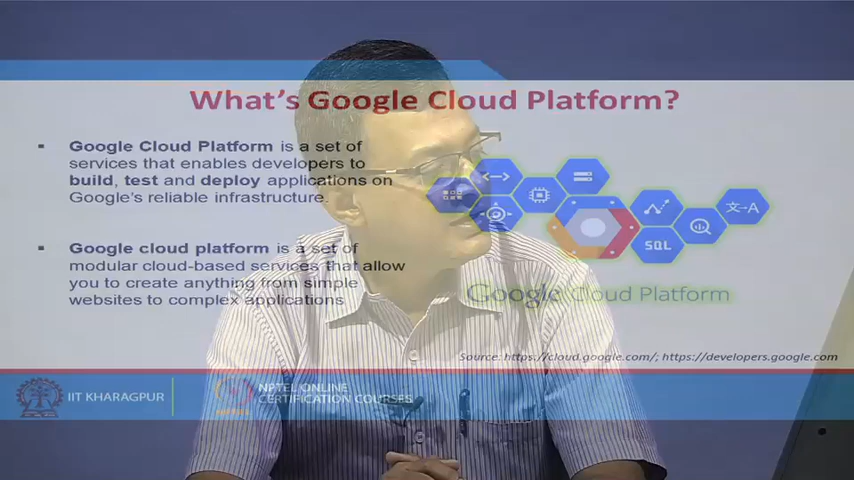 What's Google Cloud Platform?
▪ Google Cloud Platform is a set of
services that enables developers to
build, test and deploy applications on
Google's reliable infrastructure.
▪ Google cloud platform is a set of
modular cloud-based services that allow
you to create anything from simple
websites to complex applications
SQL
文→A
Google Cloud Platform
Source: https://cloud.google.com/; https://developers.google.com
IIT KHARAGPUR
NPTEL ONLINE
CERTIFICATION COURSES